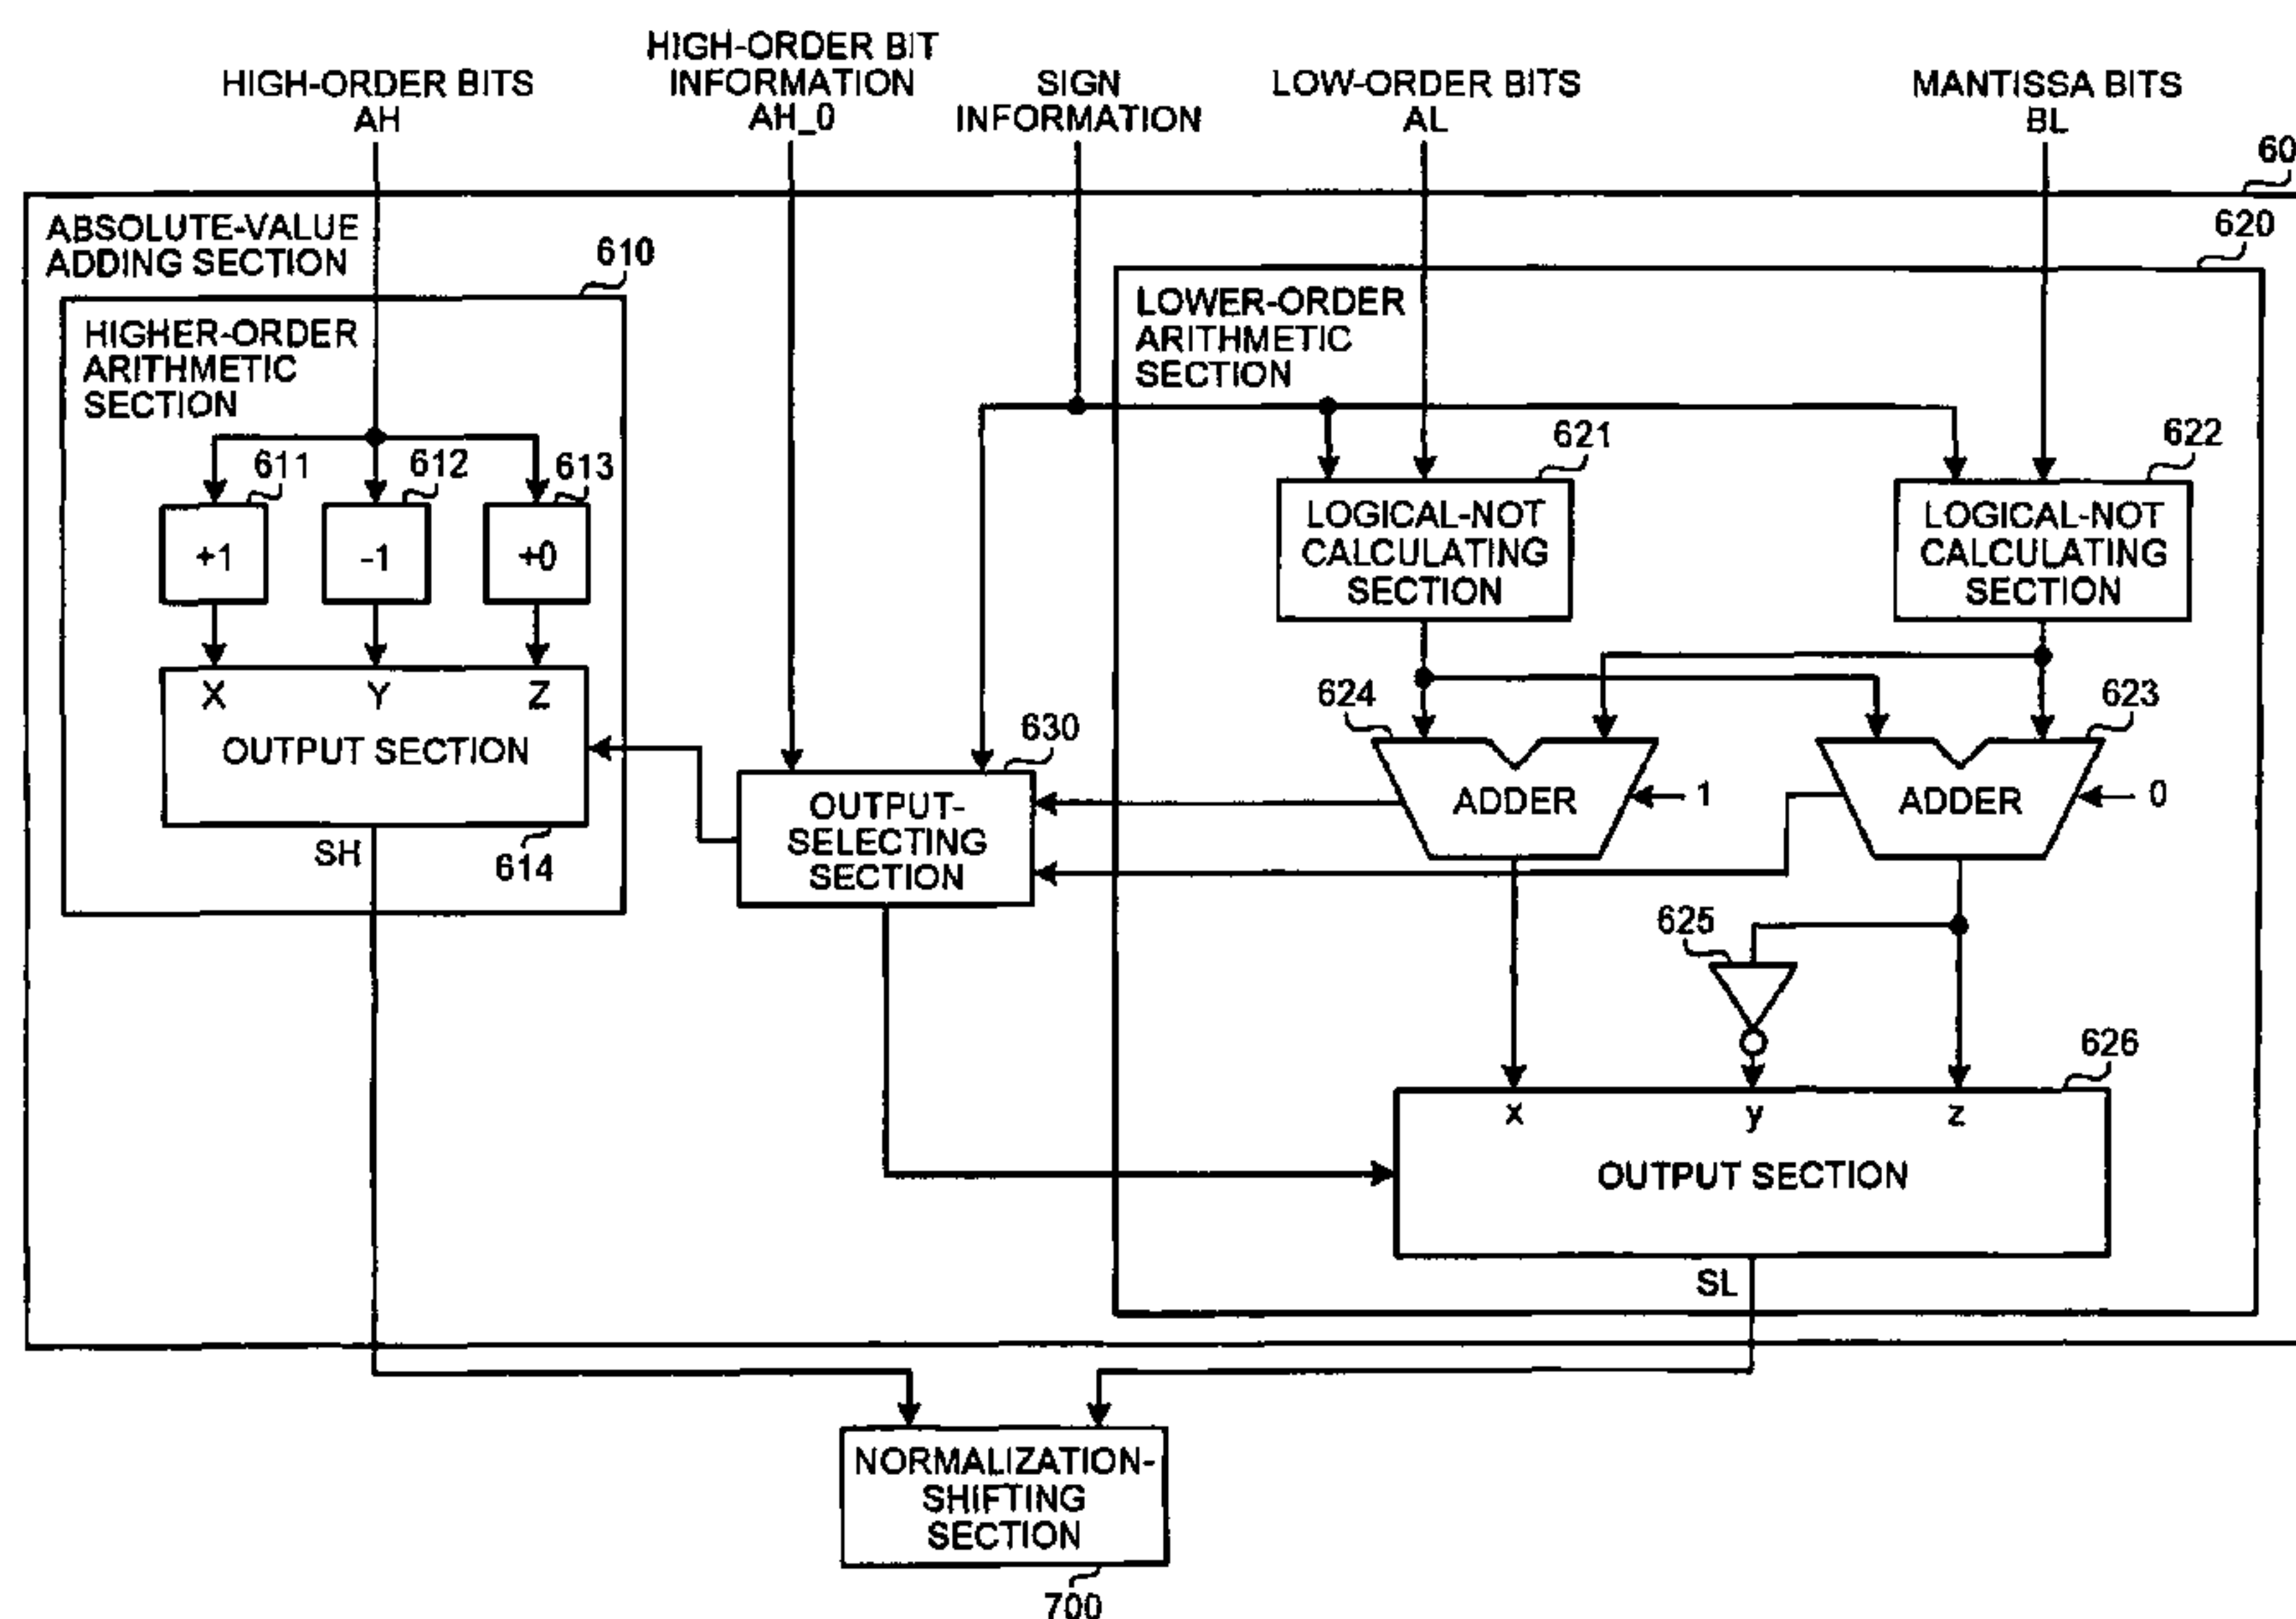 HIGH-ORDER BITS
AH
HIGH-ORDER BIT
INFORMATION
AH_0
SIGN
INFORMATION
LOW-ORDER BITS
AL
MANTISSA BITS
BL
60
ABSOLUTE-VALUE
ADDING SECTION
610
620
HIGHER-ORDER
ARITHMETIC
SECTION
LOWER-ORDER
ARITHMETIC
SECTION
611
612
613
+1
-1
+0
X
Y
Z
OUTPUT SECTION
SH
614
621
622
LOGICAL-NOT
CALCULATING
SECTION
LOGICAL-NOT
CALCULATING
SECTION
630
OUTPUT-
SELECTING
SECTION
624
ADDER
1
623
ADDER
0
625
626
x
y
z
OUTPUT SECTION
SL
NORMALIZATION-
SHIFTING
SECTION
700